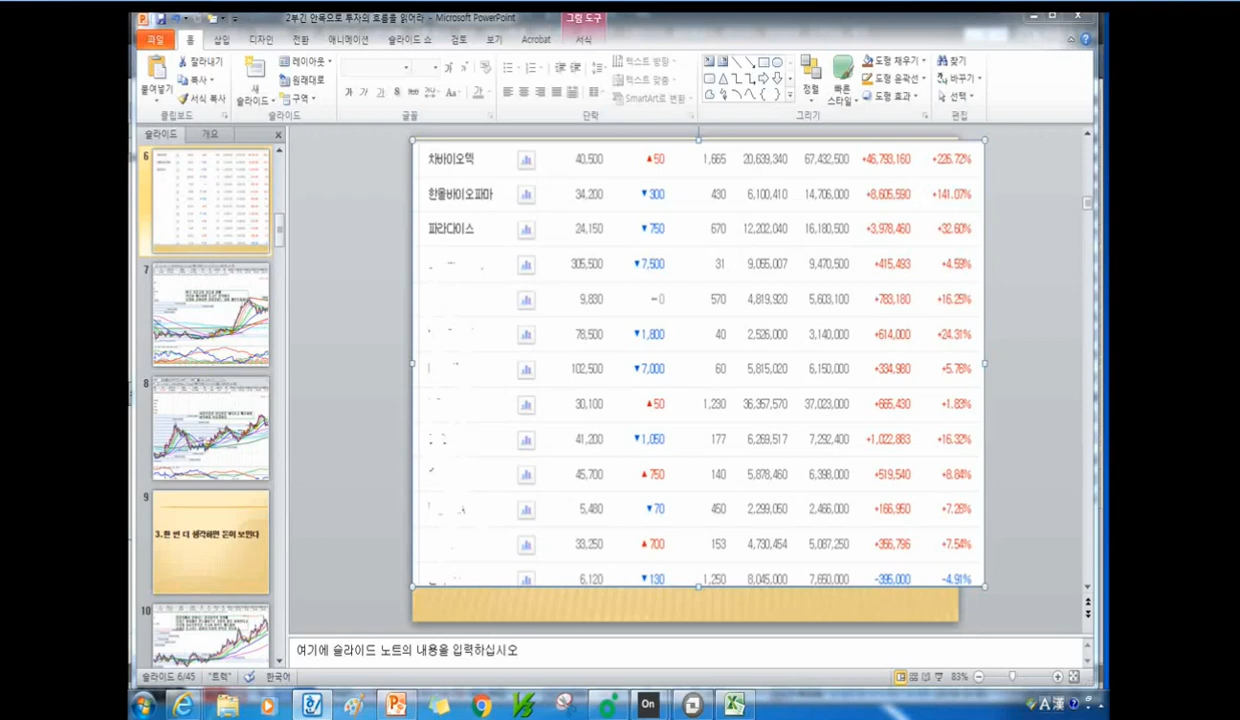 2부긴 안목으로 투자의 흐름을 읽어라 - Microsoft PowerPoint
그림 도구
파일 홈 삽입 디자인 전환 애니메이션 슬라이드 쇼 검토 보기 Acrobat 서식
붙여넣기
잘라내기
복사
서식 복사
클립보드
새 슬라이드
레이아웃
원래대로
구역
슬라이드
글꼴
텍스트 방향
텍스트 맞춤
SmartArt로 변환
단락
정렬
빠른 스타일
도형 채우기
도형 윤곽선
도형 효과
그리기
찾기
바꾸기
선택
편집
슬라이드 개요
6
7
8
9
3.한 번 더 생각하면 돈이 보인다
10
차바이오텍 40,500 ▲50 1,665 20,639,340 67,432,500 +46,793,160 +226.72%
한올바이오파마 34,200 ▼300 430 6,100,410 14,706,000 +8,605,590 +141.07%
파라다이스 24,150 ▼750 670 12,202,040 16,180,500 +3,978,460 +32.60%
305,500 ▼7,500 31 9,055,007 9,470,500 +415,493 +4.59%
9,830 -0 570 4,819,920 5,603,100 +783,180 +16.25%
78,500 ▼1,800 40 2,526,000 3,140,000 +614,000 +24.31%
102,500 ▼7,000 60 5,815,020 6,150,000 +334,980 +5.76%
30,100 ▲50 1,230 36,357,570 37,023,000 +665,430 +1.83%
41,200 ▼1,050 177 6,269,517 7,292,400 +1,022,883 +16.32%
45,700 ▲750 140 5,878,460 6,398,000 +519,540 +8.84%
5,480 ▼70 450 2,299,050 2,466,000 +166,950 +7.26%
33,250 ▲700 153 4,730,454 5,087,250 +356,796 +7.54%
6,120 ▼130 1,250 8,045,000 7,650,000 -395,000 -4.91%
여기에 슬라이드 노트의 내용을 입력하십시오
슬라이드 6/45 "트랙" 한국어 83%
On A 漢